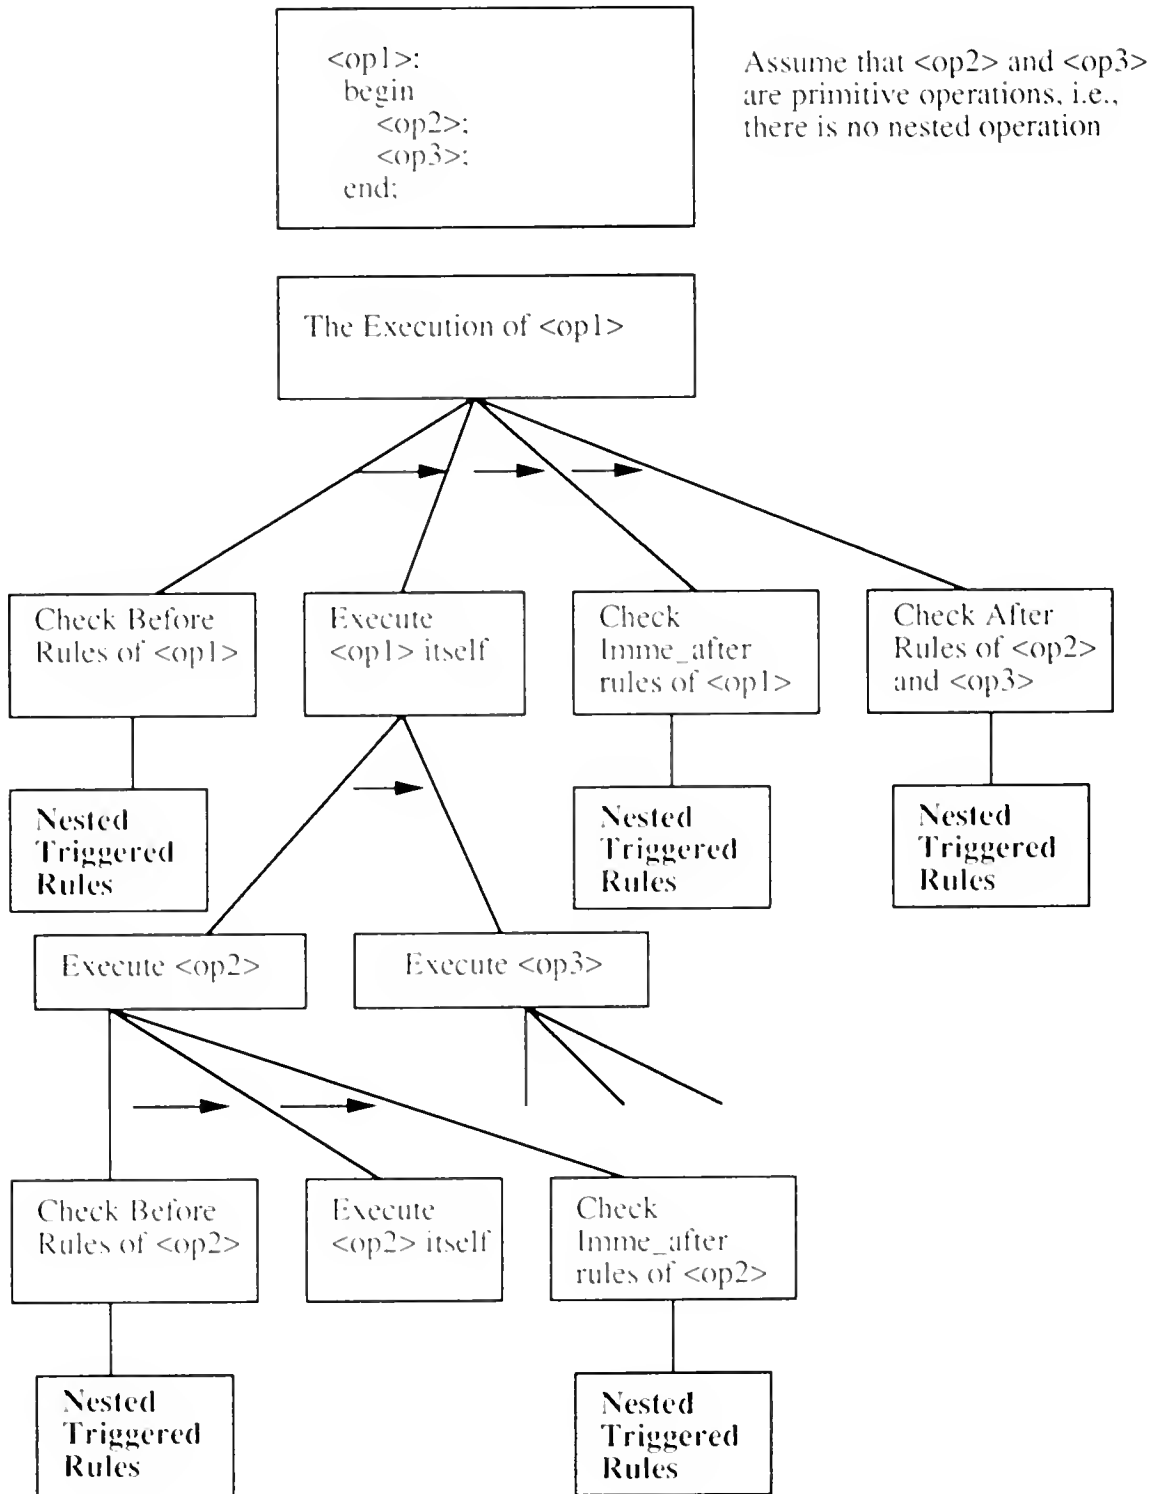 <op1>:
begin
<op2>;
<op3>;
end;
Assume that <op2> and <op3>
are primitive operations, i.e.,
there is no nested operation
The Execution of <op1>
Check Before
Rules of <op1>
Execute
<op1> itself
Check
Imme_after
rules of <op1>
Check After
Rules of <op2>
and <op3>
Nested
Triggered
Rules
Nested
Triggered
Rules
Nested
Triggered
Rules
Execute <op2>
Execute <op3>
Check Before
Rules of <op2>
Execute
<op2> itself
Check
Imme_after
rules of <op2>
Nested
Triggered
Rules
Nested
Triggered
Rules